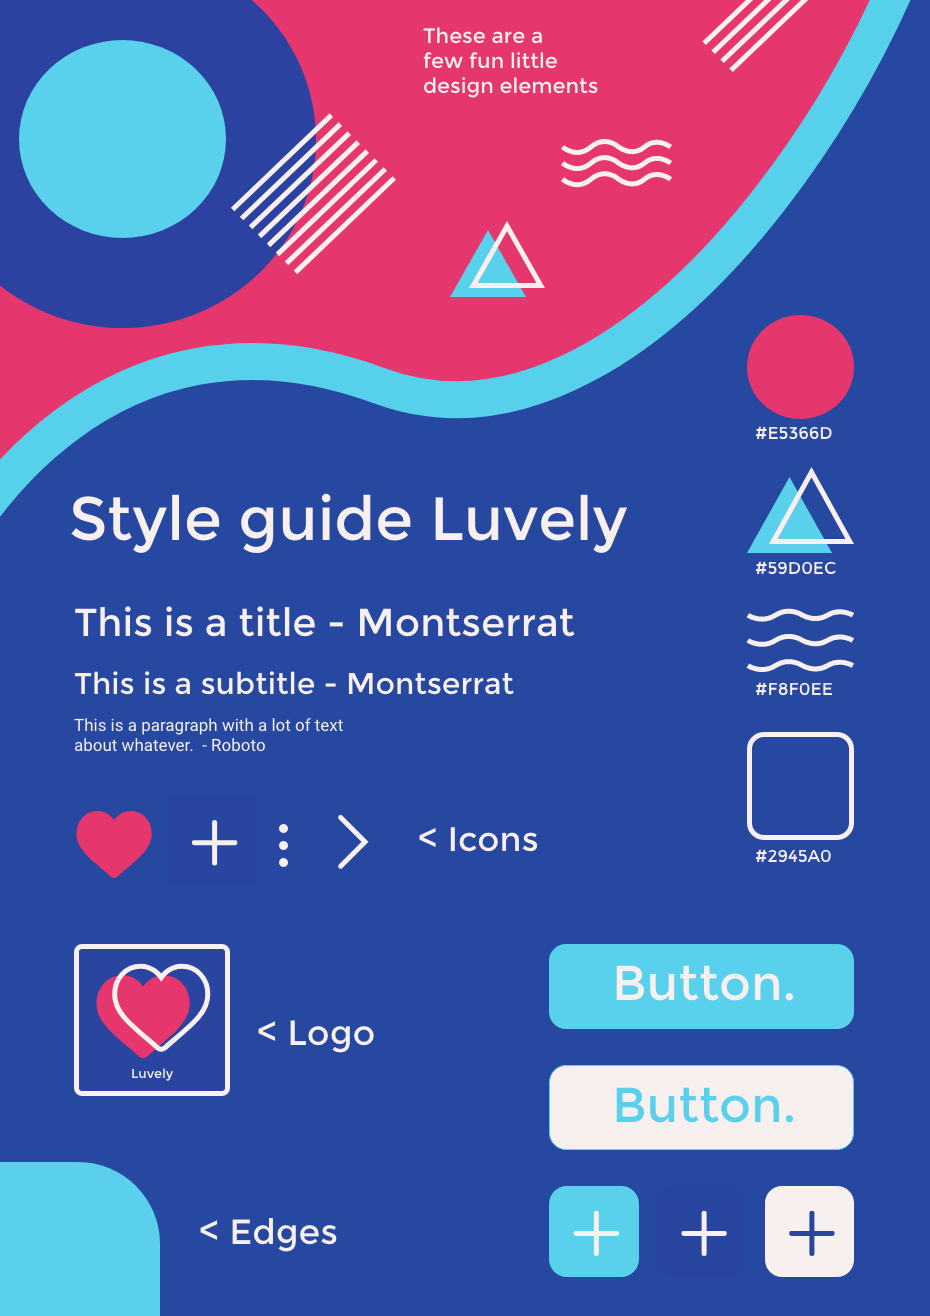 These are a
few fun little
design elements
#E5366D
Style guide Luvely
#59D0EC
This is a title - Montserrat
This is a subtitle - Montserrat
#F8F0EE
This is a paragraph with a lot of text
about whatever.  - Roboto
< Icons
#2945A0
Luvely
< Logo
Button.
Button.
< Edges